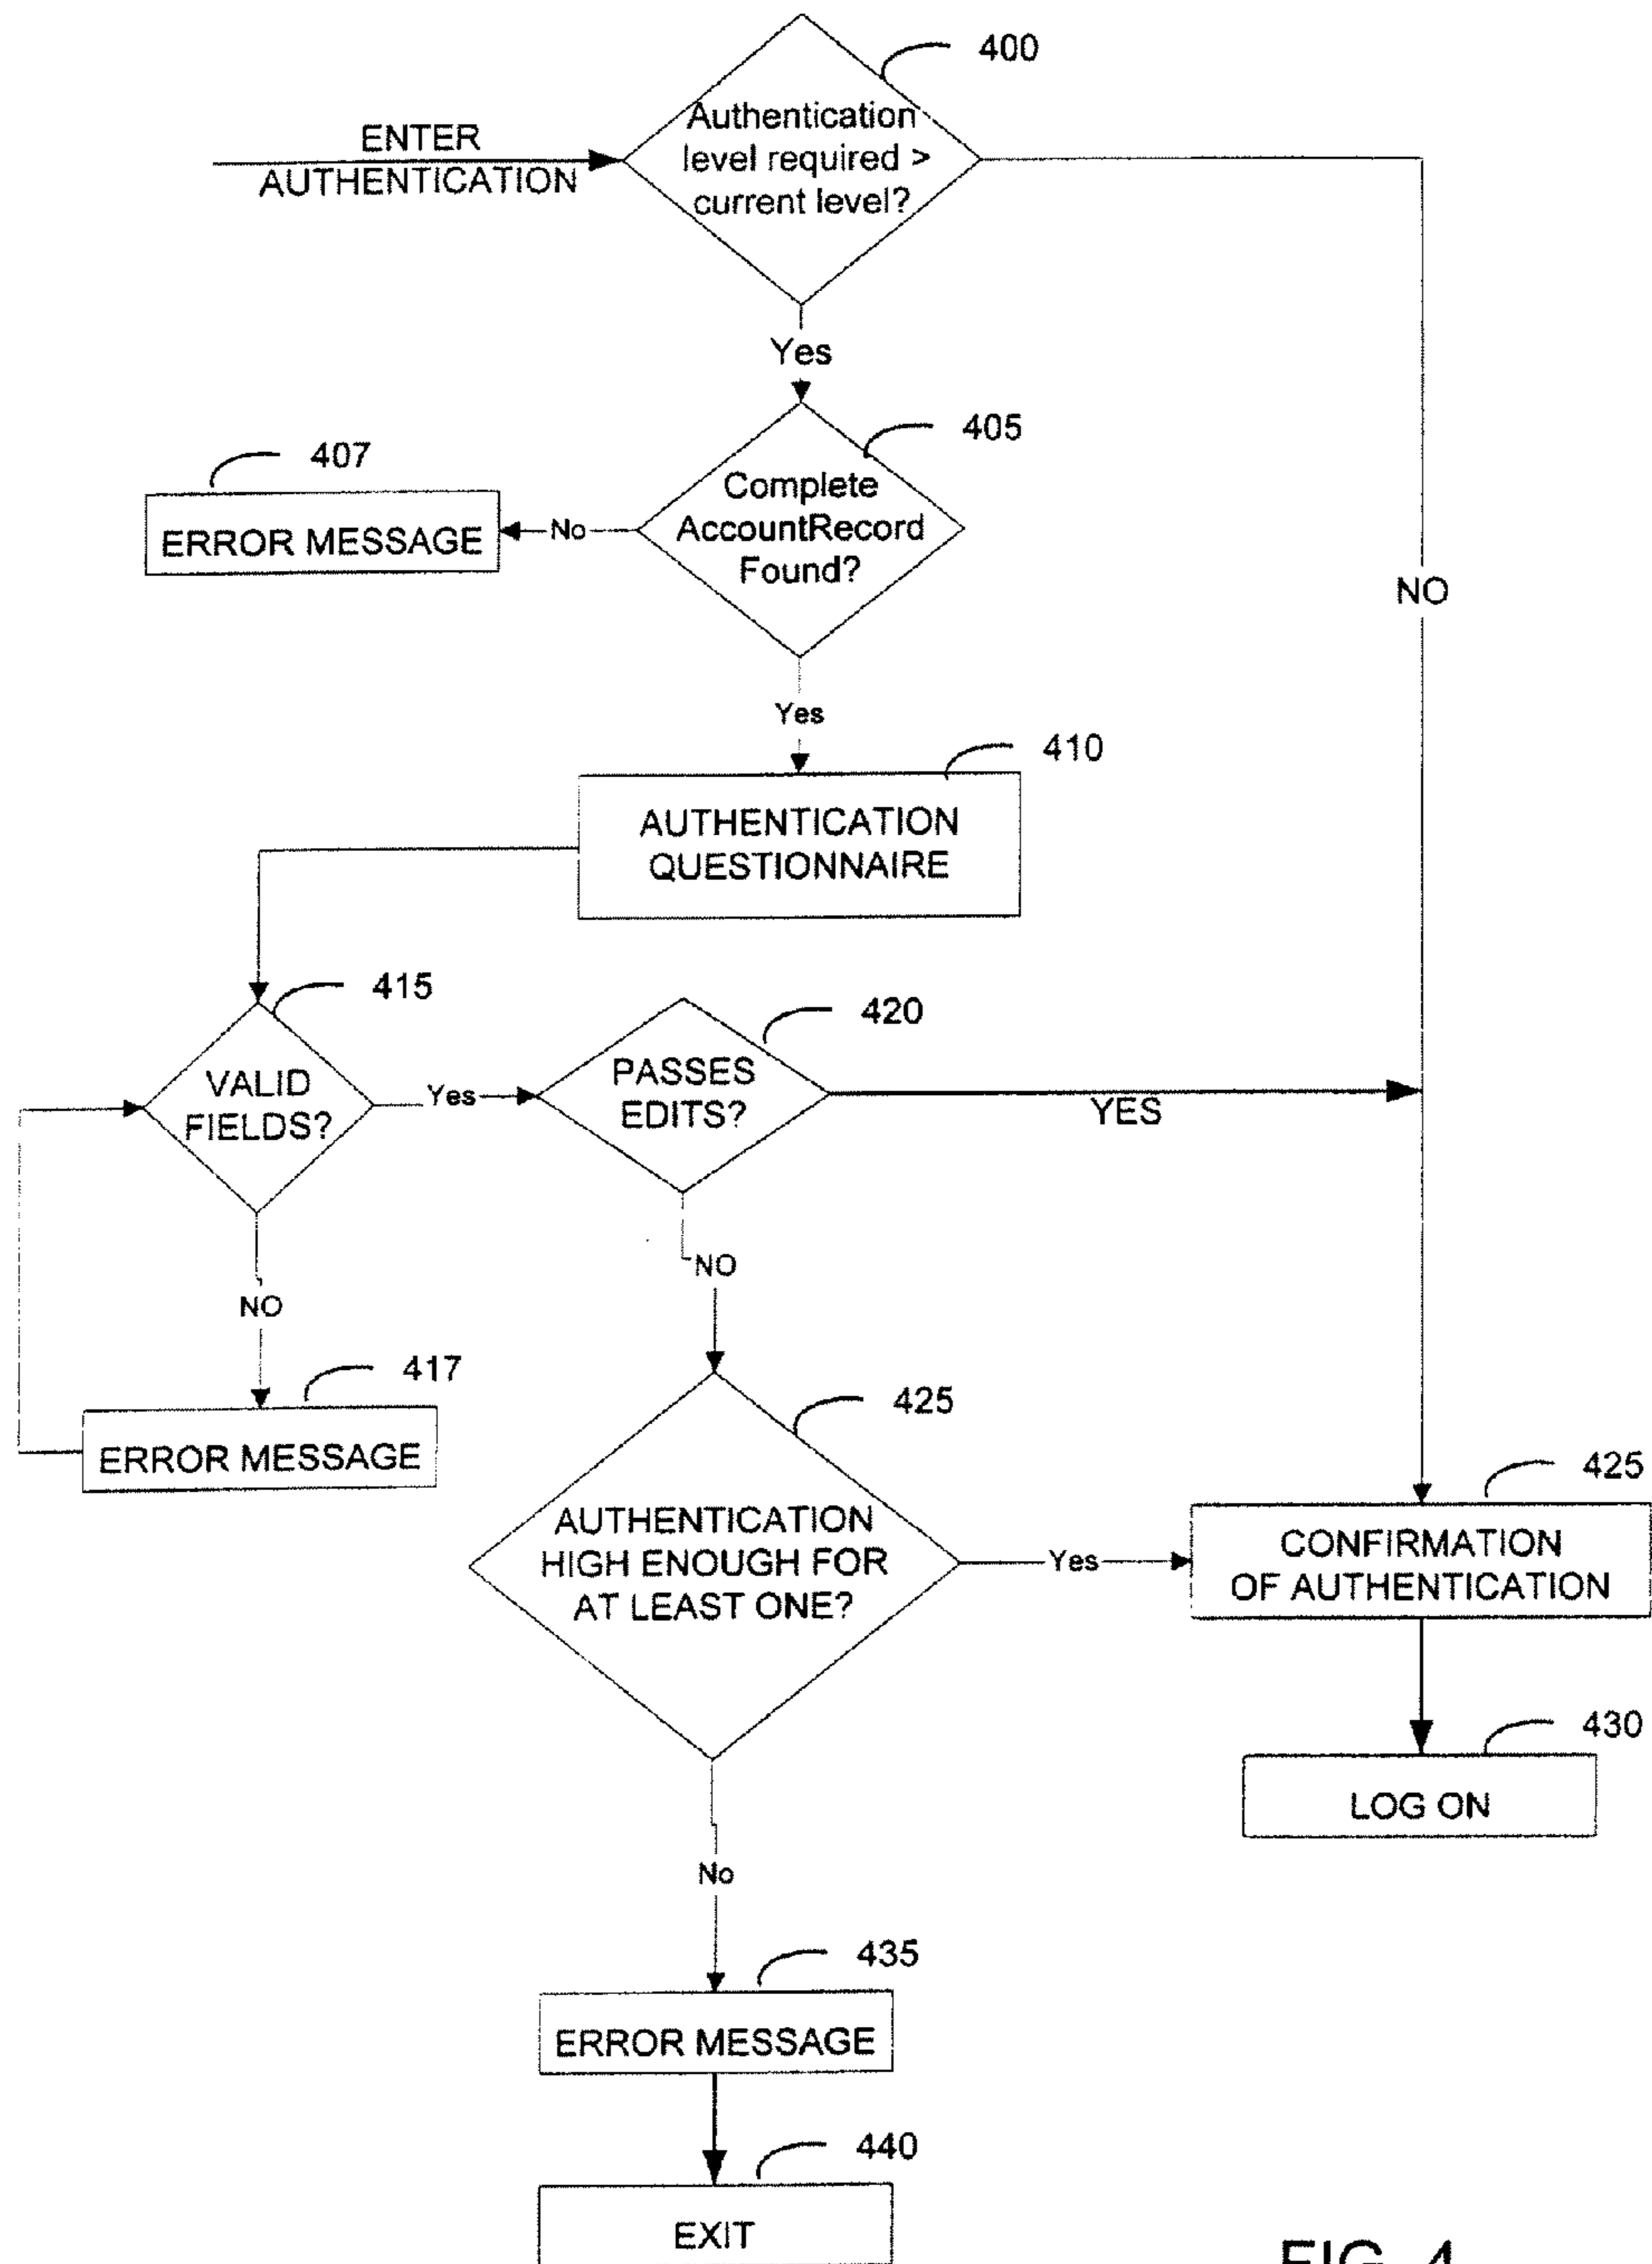 400
ENTER
AUTHENTICATION
Authentication
level required >
current level?
Yes
NO
405
Complete
AccountRecord
Found?
No
407
ERROR MESSAGE
Yes
410
AUTHENTICATION
QUESTIONNAIRE
415
VALID
FIELDS?
Yes
420
PASSES
EDITS?
YES
NO
417
ERROR MESSAGE
NO
425
AUTHENTICATION
HIGH ENOUGH FOR
AT LEAST ONE?
Yes
425
CONFIRMATION
OF AUTHENTICATION
430
LOG ON
No
435
ERROR MESSAGE
440
EXIT
FIG. 4